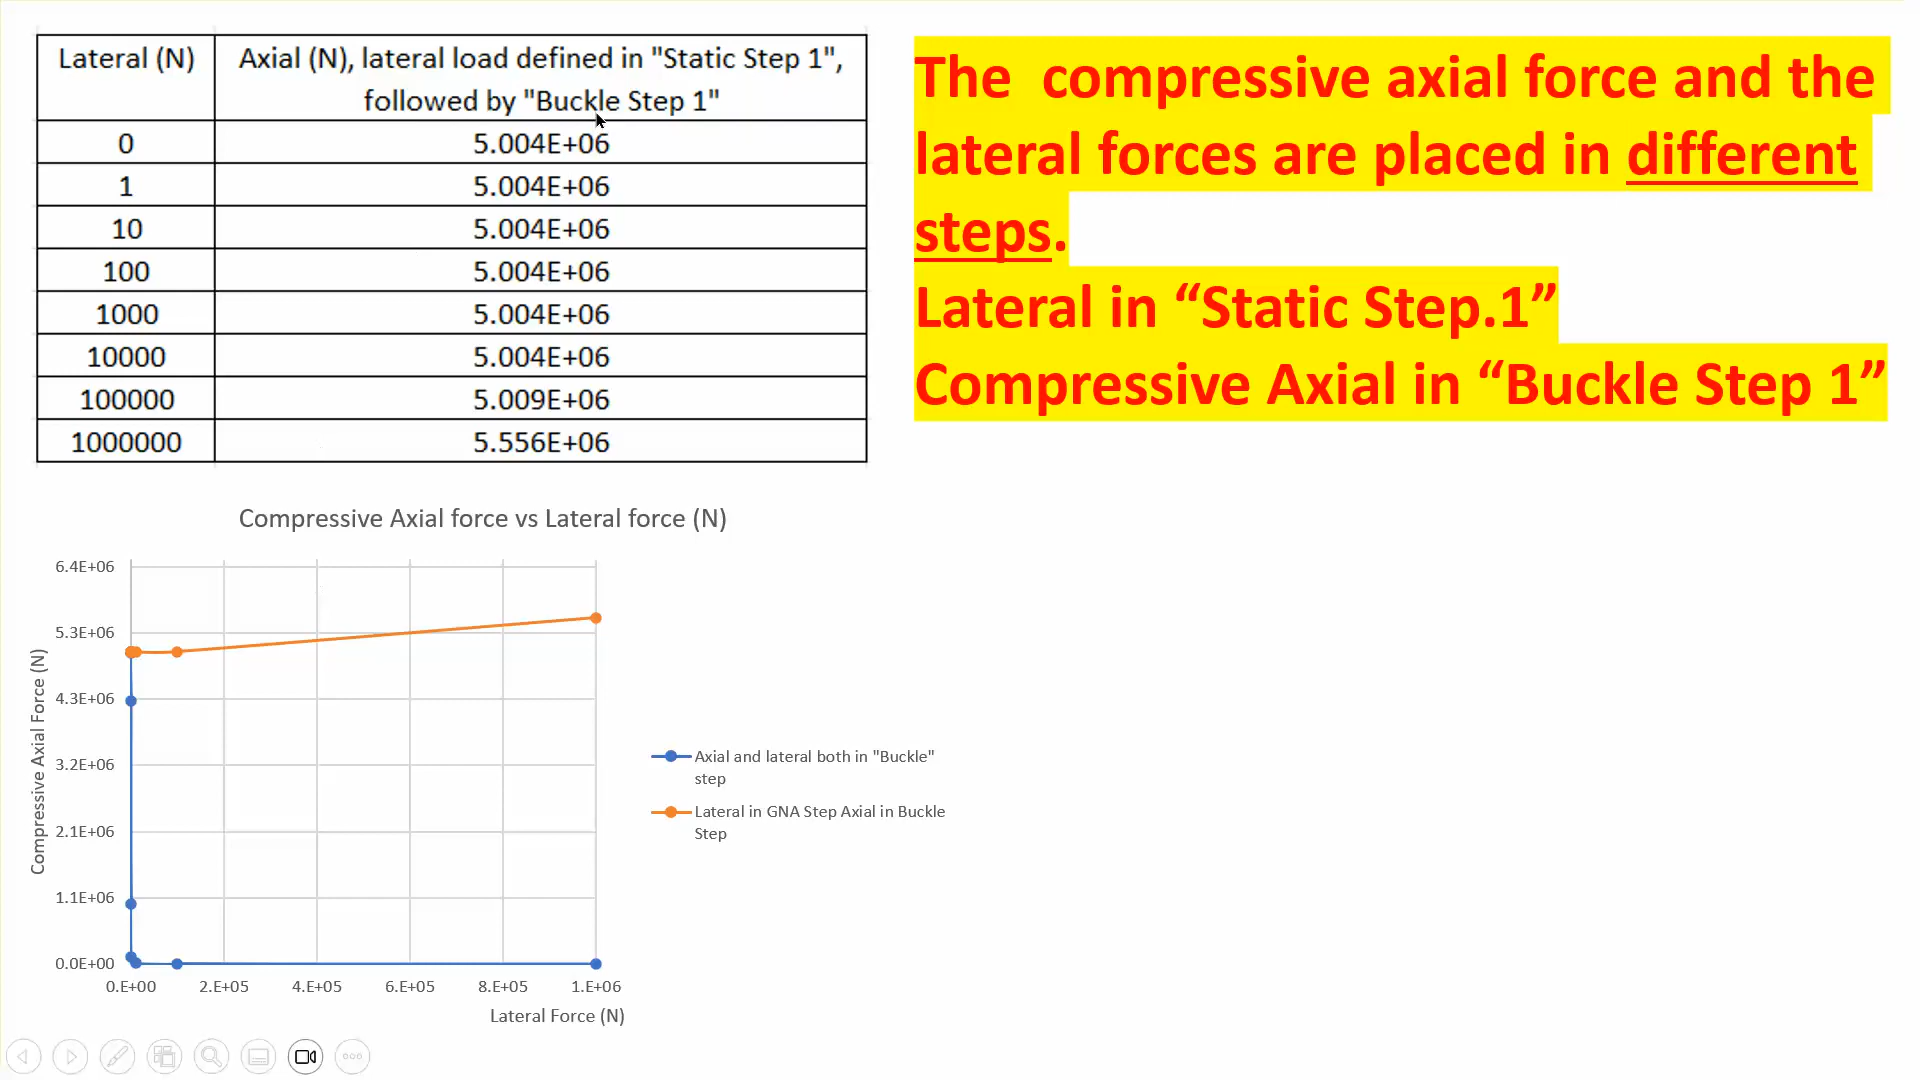 Lateral (N) Axial (N), lateral load defined in "Static Step 1",
followed by "Buckle Step 1"
0 5.004E+06
1 5.004E+06
10 5.004E+06
100 5.004E+06
1000 5.004E+06
10000 5.004E+06
100000 5.009E+06
1000000 5.556E+06
The compressive axial force and the
lateral forces are placed in different
steps.
Lateral in “Static Step.1”
Compressive Axial in “Buckle Step 1”
Compressive Axial force vs Lateral force (N)
Compressive Axial Force (N)
6.4E+06
5.3E+06
4.3E+06
3.2E+06
2.1E+06
1.1E+06
0.0E+00
0.E+00 2.E+05 4.E+05 6.E+05 8.E+05 1.E+06
Lateral Force (N)
Axial and lateral both in "Buckle"
step
Lateral in GNA Step Axial in Buckle
Step